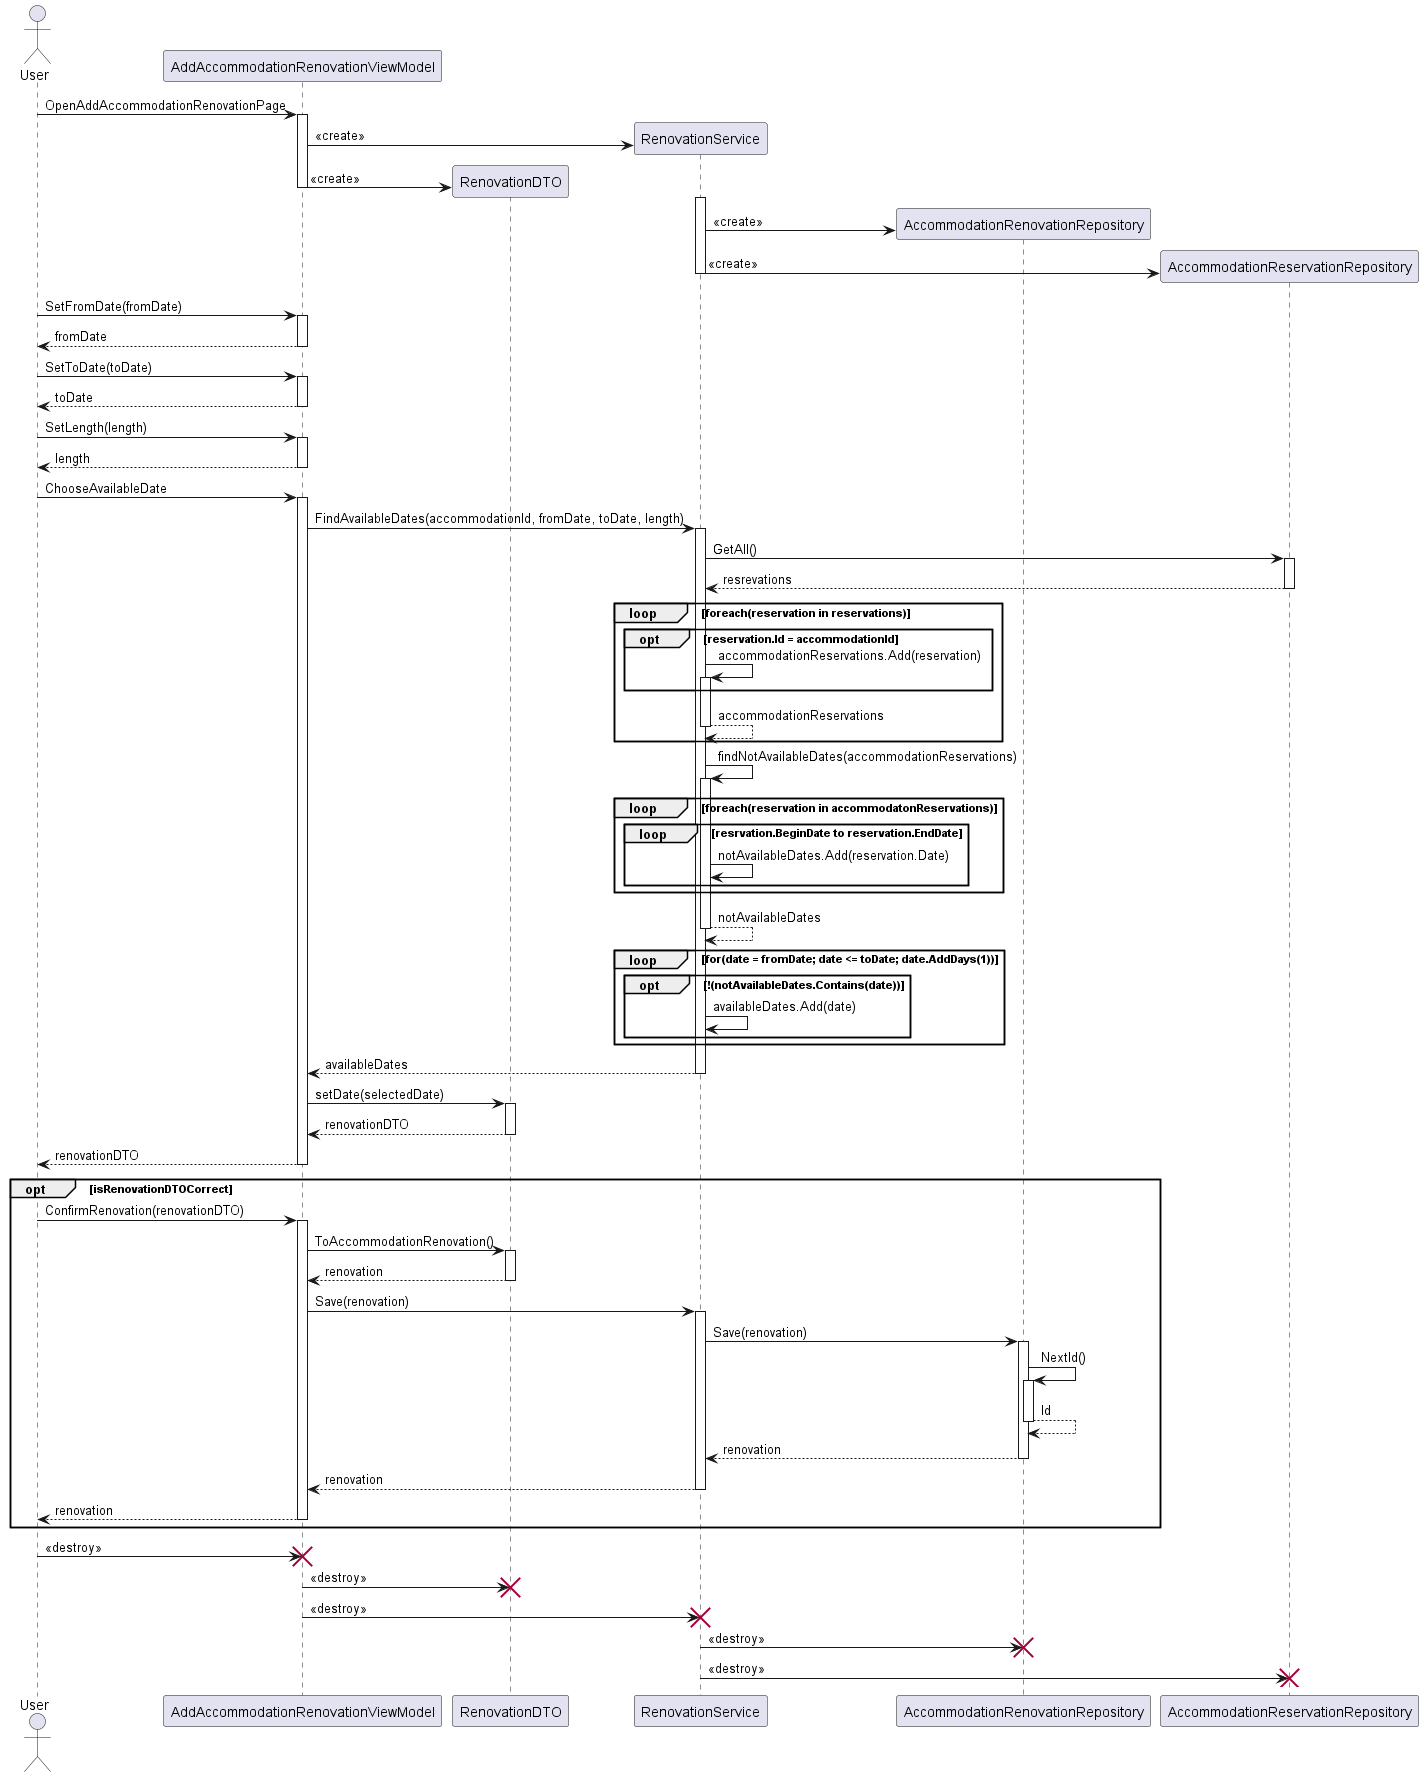 User
AddAccommodationRenovationViewModel
OpenAddAccommodationRenovationPage
«create»
RenovationService
«create»
RenovationDTO
«create»
AccommodationRenovationRepository
«create»
AccommodationReservationRepository
SetFromDate(fromDate)
fromDate
SetToDate(toDate)
toDate
SetLength(length)
length
ChooseAvailableDate
FindAvailableDates(accommodationId, fromDate, toDate, length)
GetAll()
resrevations
loop [foreach(reservation in reservations)]
opt [reservation.Id = accommodationId]
accommodationReservations.Add(reservation)
accommodationReservations
findNotAvailableDates(accommodationReservations)
loop [foreach(reservation in accommodatonReservations)]
loop [resrvation.BeginDate to reservation.EndDate]
notAvailableDates.Add(reservation.Date)
notAvailableDates
loop [for(date = fromDate; date <= toDate; date.AddDays(1))]
opt [!(notAvailableDates.Contains(date))]
availableDates.Add(date)
availableDates
setDate(selectedDate)
renovationDTO
renovationDTO
opt [isRenovationDTOCorrect]
ConfirmRenovation(renovationDTO)
ToAccommodationRenovation()
renovation
Save(renovation)
Save(renovation)
NextId()
Id
renovation
renovation
renovation
«destroy»
«destroy»
«destroy»
«destroy»
«destroy»
User
AddAccommodationRenovationViewModel
RenovationDTO
RenovationService
AccommodationRenovationRepository
AccommodationReservationRepository